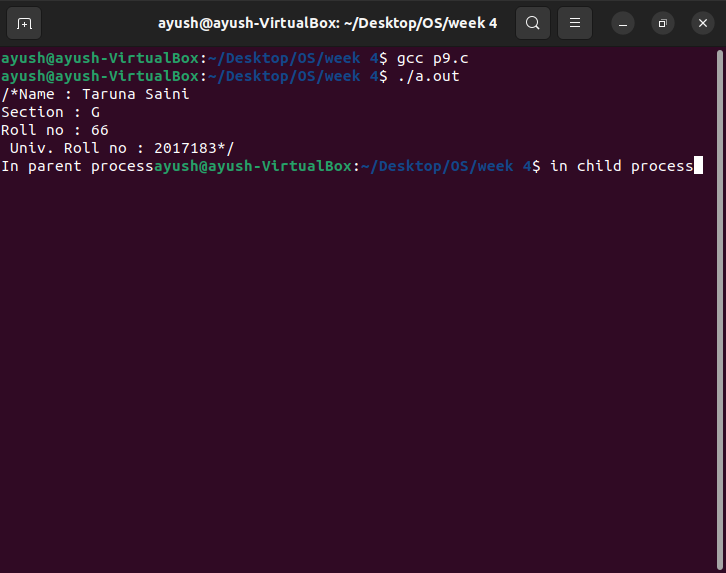 ayush@ayush-VirtualBox: ~/Desktop/OS/week 4
ayush@ayush-VirtualBox:~/Desktop/OS/week 4$ gcc p9.c
ayush@ayush-VirtualBox:~/Desktop/OS/week 4$ ./a.out
/*Name : Taruna Saini
Section : G
Roll no : 66
 Univ. Roll no : 2017183*/
In parent processayush@ayush-VirtualBox:~/Desktop/OS/week 4$ in child process